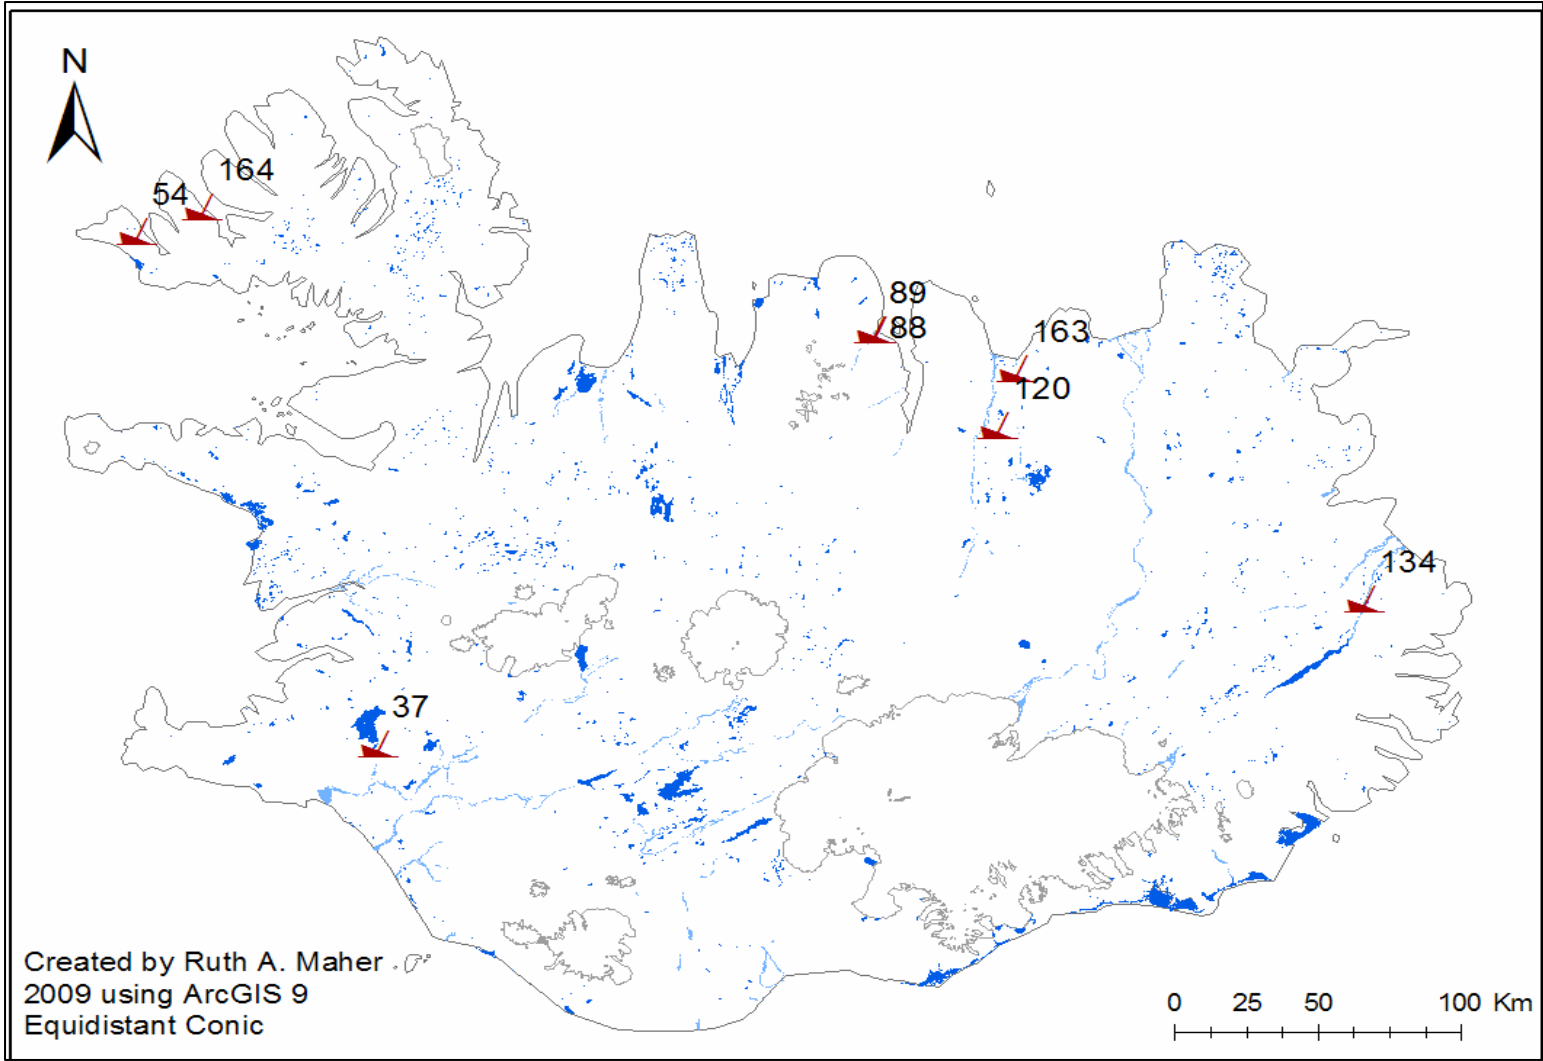 N
164
54
89
88
163
120
134
37
Created by Ruth A. Maher
2009 using ArcGIS 9
Equidistant Conic
0 25 50 100 Km